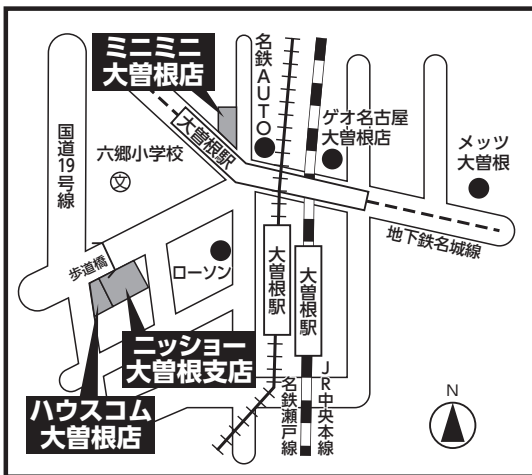 ミニミニ
大曽根店
名鉄AUTO
ゲオ名古屋
大曽根店
メッツ
大曽根
国道19号線
六郷小学校
文
大曽根駅
地下鉄名城線
歩道橋
ローソン
大曽根駅
大曽根駅
ニッショー
大曽根支店
ハウスコム
大曽根店
名鉄瀬戸線
JR中央本線
N